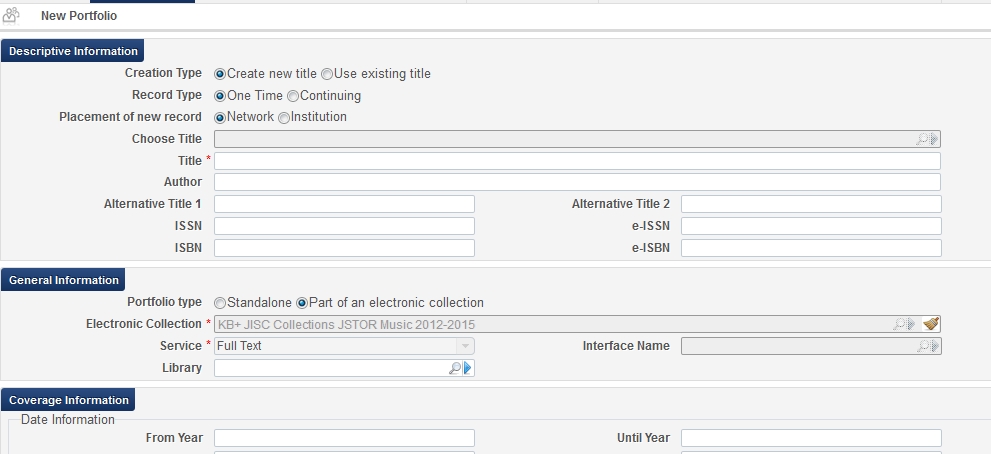 New Portfolio
Descriptive Information
Creation Type Create new title Use existing title
Record Type One Time Continuing
Placement of new record Network Institution
Choose Title
Title *
Author
Alternative Title 1 Alternative Title 2
ISSN e-ISSN
ISBN e-ISBN
General Information
Portfolio type Standalone Part of an electronic collection
Electronic Collection * KB+ JISC Collections JSTOR Music 2012-2015
Service * Full Text Interface Name
Library
Coverage Information
Date Information
From Year Until Year